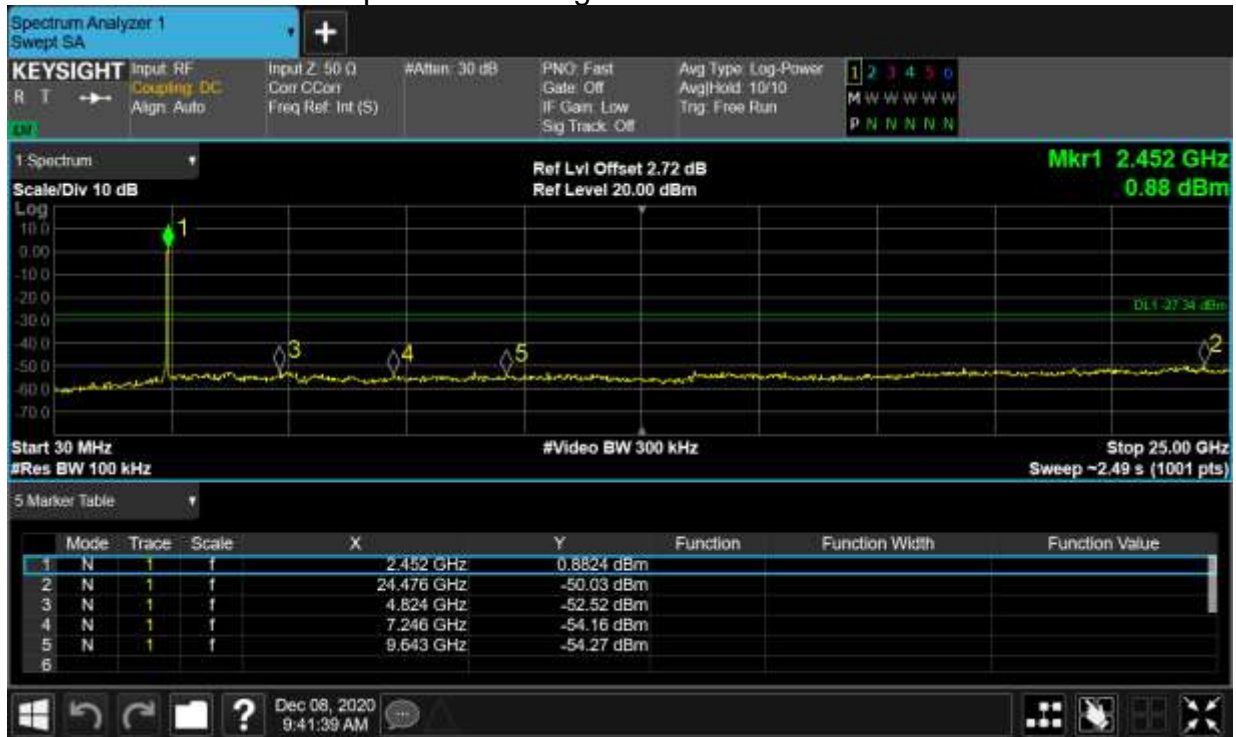 Spectrum Analyzer 1
Swept SA
+
KEYSIGHT Input: RF Input Z: 50 Ω #Atten: 30 dB PNO: Fast Avg Type: Log-Power 1 2 3 4 5 6
R T Coupling: DC Corr CCorr Gate: Off Avg|Hold: 10/10 M W W W W W
Align: Auto Freq Ref: Int (S) IF Gain: Low Trig: Free Run
Sig Track: Off P N N N N N
1 Spectrum Ref Lvl Offset 2.72 dB Mkr1 2.452 GHz
Scale/Div 10 dB Ref Level 20.00 dBm 0.88 dBm
Log
10.0 1
0.00
-10.0
-20.0
DL1 -27.34 dBm
-30.0
-40.0
3 4 5 2
-50.0
-60.0
-70.0
Start 30 MHz #Video BW 300 kHz Stop 25.00 GHz
#Res BW 100 kHz Sweep ~2.49 s (1001 pts)
5 Marker Table
Mode Trace Scale X Y Function Function Width Function Value
1 N 1 f 2.452 GHz 0.8824 dBm
2 N 1 f 24.476 GHz -50.03 dBm
3 N 1 f 4.824 GHz -52.52 dBm
4 N 1 f 7.246 GHz -54.16 dBm
5 N 1 f 9.643 GHz -54.27 dBm
6
? Dec 08, 2020
9:41:39 AM